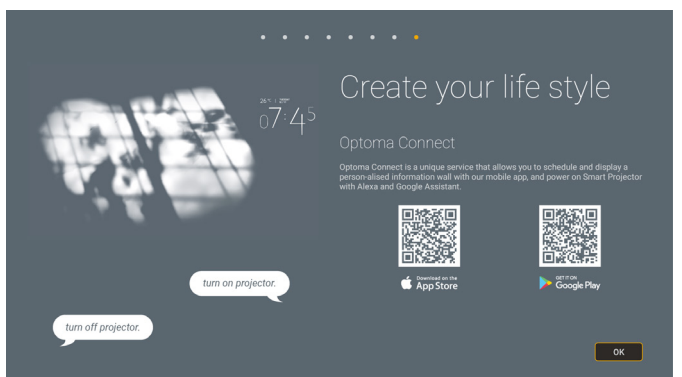 Create your life style
07:45
Optoma Connect
Optoma Connect is a unique service that allows you to schedule and display a
person-alised information wall with our mobile app, and power on Smart Projector
with Alexa and Google Assistant.
turn on projector.
Download on the
App Store
GET IT ON
Google Play
turn off projector.
OK